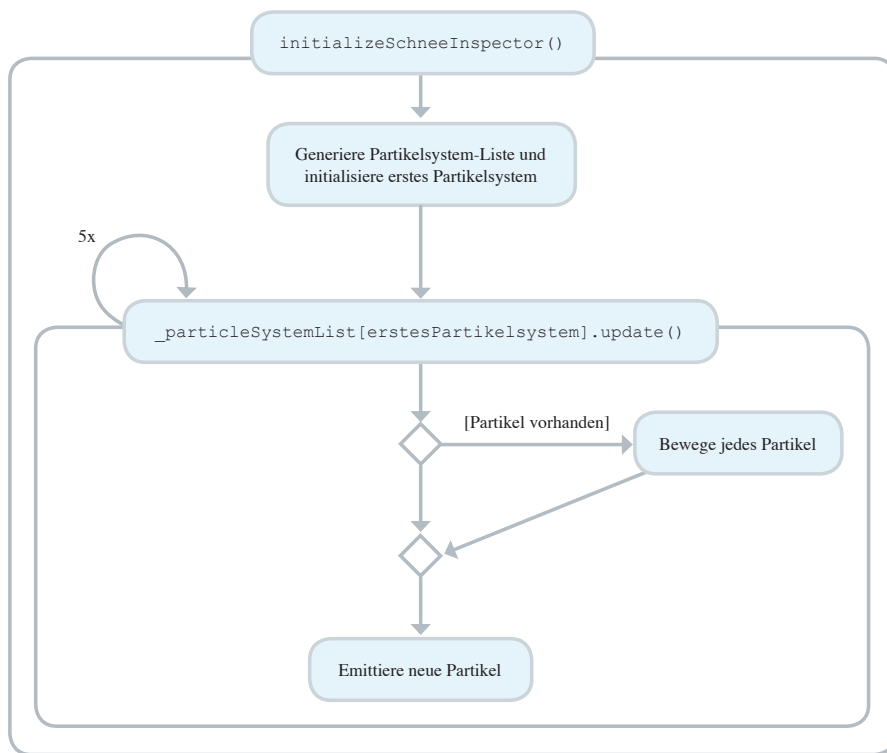 initializeSchneeInspector()
Generiere Partikelsystem-Liste und
initialisiere erstes Partikelsystem
5x
_particleSystemList[erstesPartikelsystem].update()
[Partikel vorhanden]
Bewege jedes Partikel
Emittiere neue Partikel